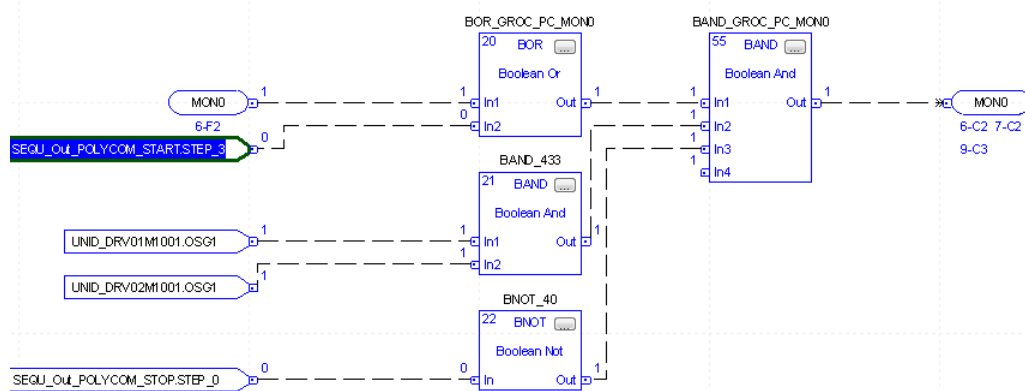 BOR_GROC_PC_MON0
BAND_GROC_PC_MON0
20 BOR ...
55 BAND ...
Boolean Or
Boolean And
MON0 1
1 In1 Out 1
1 In1 Out 1
MON0
6-F2
0 In2
1 In2
6-C2 7-C2
SEQU_Out_POLYCOM_START.STEP_3 0
1 In3
9-C3
BAND_433
1 In4
21 BAND ...
Boolean And
UNID_DRV01M1001.OSG1 1
1 In1 Out 1
1 In2
UNID_DRV02M1001.OSG1 1
BNOT_40
22 BNOT ...
Boolean Not
SEQU_Out_POLYCOM_STOP.STEP_0 0
0 In Out 1